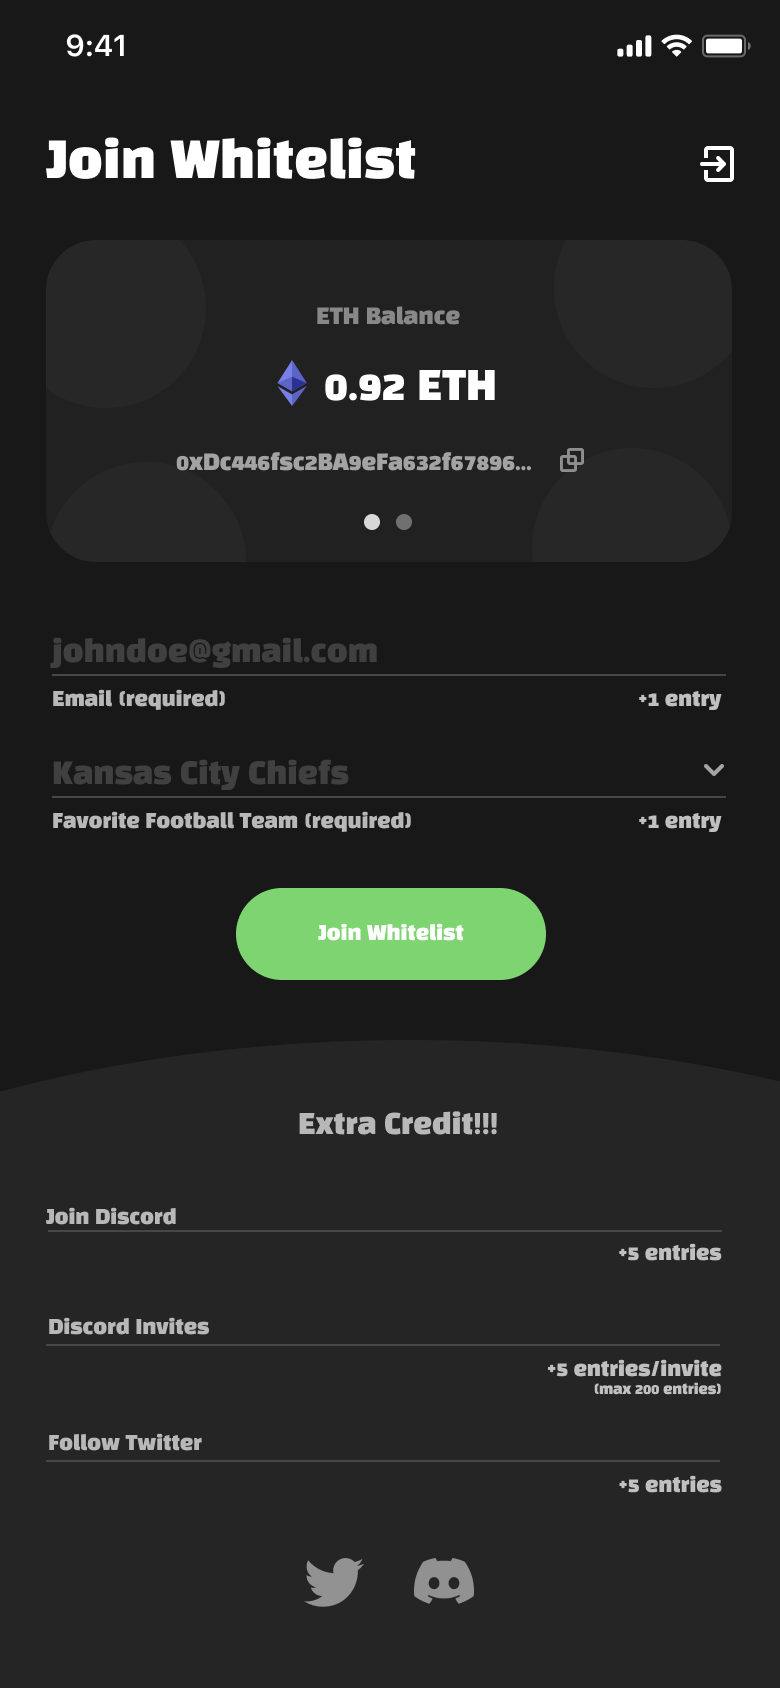 9:41
Join Whitelist
ETH Balance
0.92 ETH
0xDc446fsc2BA9eFa632f67896...
johndoe@gmail.com
Email (required) +1 entry
Kansas City Chiefs
Favorite Football Team (required) +1 entry
Join Whitelist
Extra Credit!!!
Join Discord
+5 entries
Discord Invites
+5 entries/invite
(max 200 entries)
Follow Twitter
+5 entries